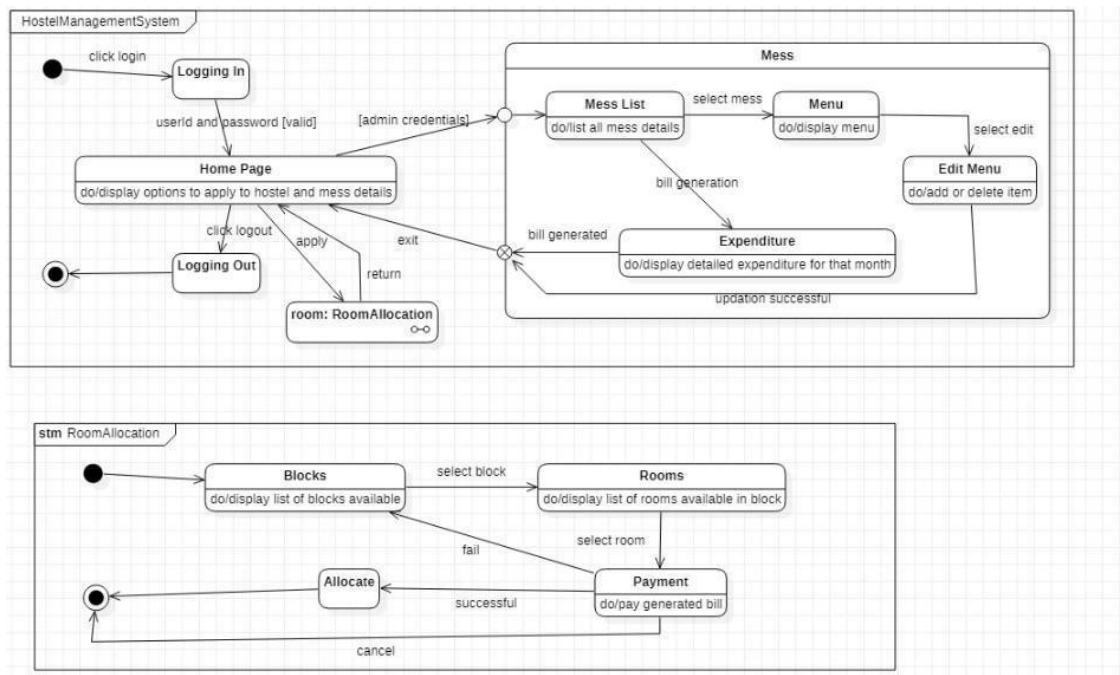 HostelManagementSystem
click login
Logging In
userId and password [valid]
[admin credentials]
Home Page
do/display options to apply to hostel and mess details
click logout
apply
exit
return
Logging Out
room: RoomAllocation
Mess
Mess List
do/list all mess details
select mess
Menu
do/display menu
select edit
Edit Menu
do/add or delete item
bill generation
bill generated
Expenditure
do/display detailed expenditure for that month
updation successful
stm RoomAllocation
Blocks
do/display list of blocks available
select block
Rooms
do/display list of rooms available in block
select room
fail
Allocate
successful
Payment
do/pay generated bill
cancel